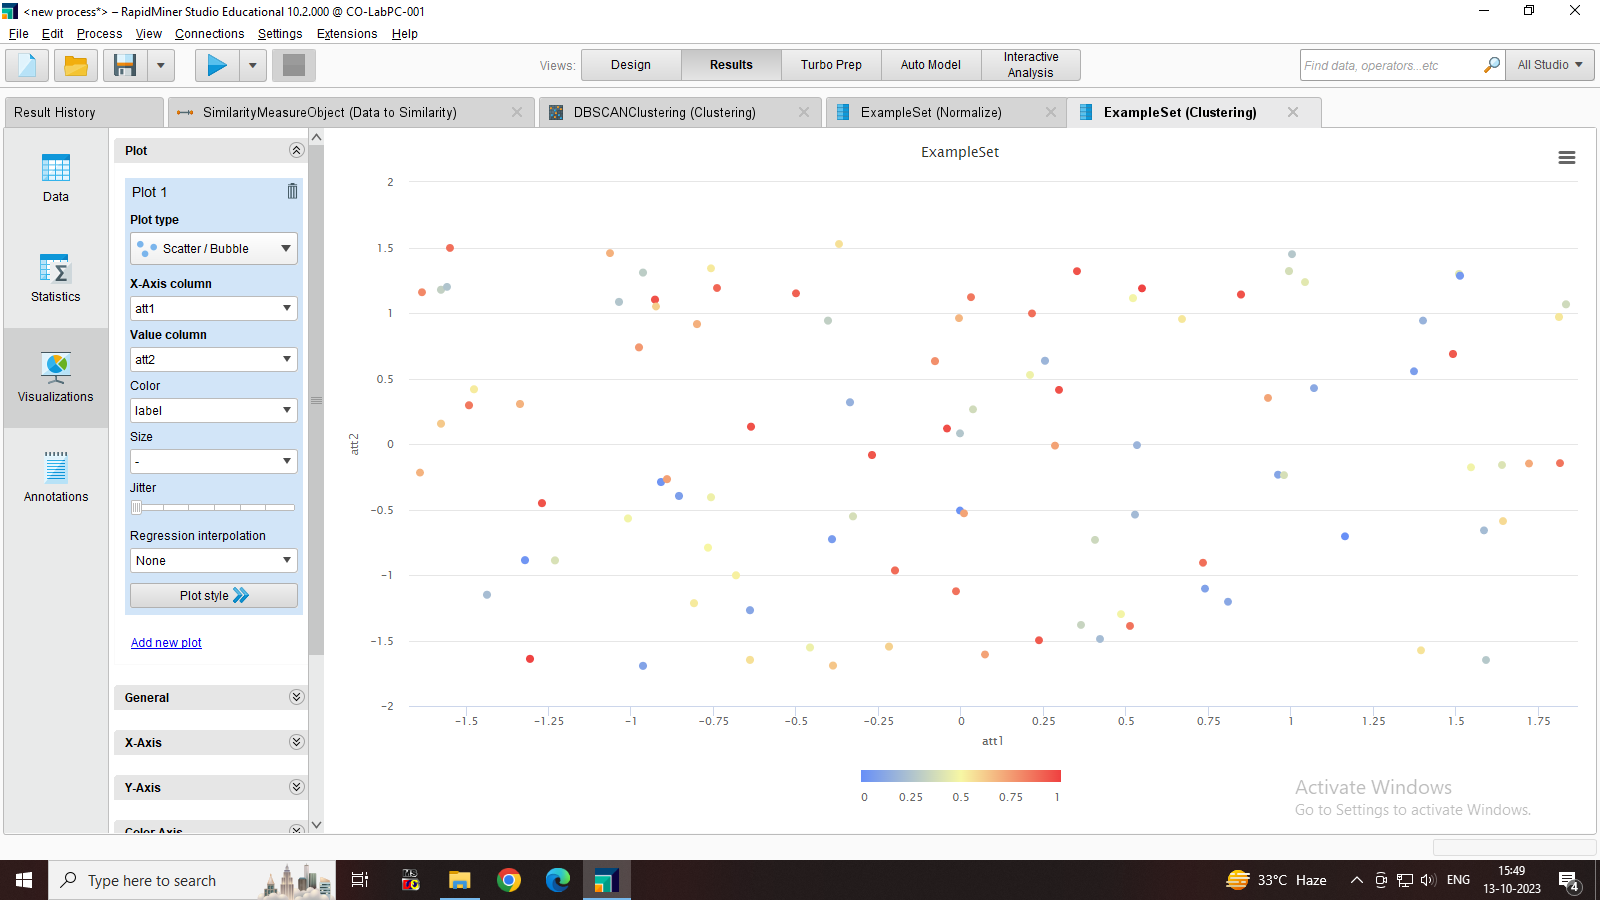 <new process*> – RapidMiner Studio Educational 10.2.000 @ CO-LabPC-001
File Edit Process View Connections Settings Extensions Help
Views: Design Results Turbo Prep Auto Model Interactive Analysis
Find data, operators...etc All Studio
Result History SimilarityMeasureObject (Data to Similarity) DBSCANClustering (Clustering) ExampleSet (Normalize) ExampleSet (Clustering)
Data
Statistics
Visualizations
Annotations
Plot
Plot 1
Plot type
Scatter / Bubble
X-Axis column
att1
Value column
att2
Color
label
Size
-
Jitter
Regression interpolation
None
Plot style
Add new plot
General
X-Axis
Y-Axis
Color Axis
ExampleSet
2
1.5
1
0.5
0
−0.5
−1
−1.5
−2
att2
−1.5 −1.25 −1 −0.75 −0.5 −0.25 0 0.25 0.5 0.75 1 1.25 1.5 1.75
att1
0 0.25 0.5 0.75 1
Activate Windows
Go to Settings to activate Windows.
Type here to search
33°C Haze
ENG
15:49
13-10-2023
4